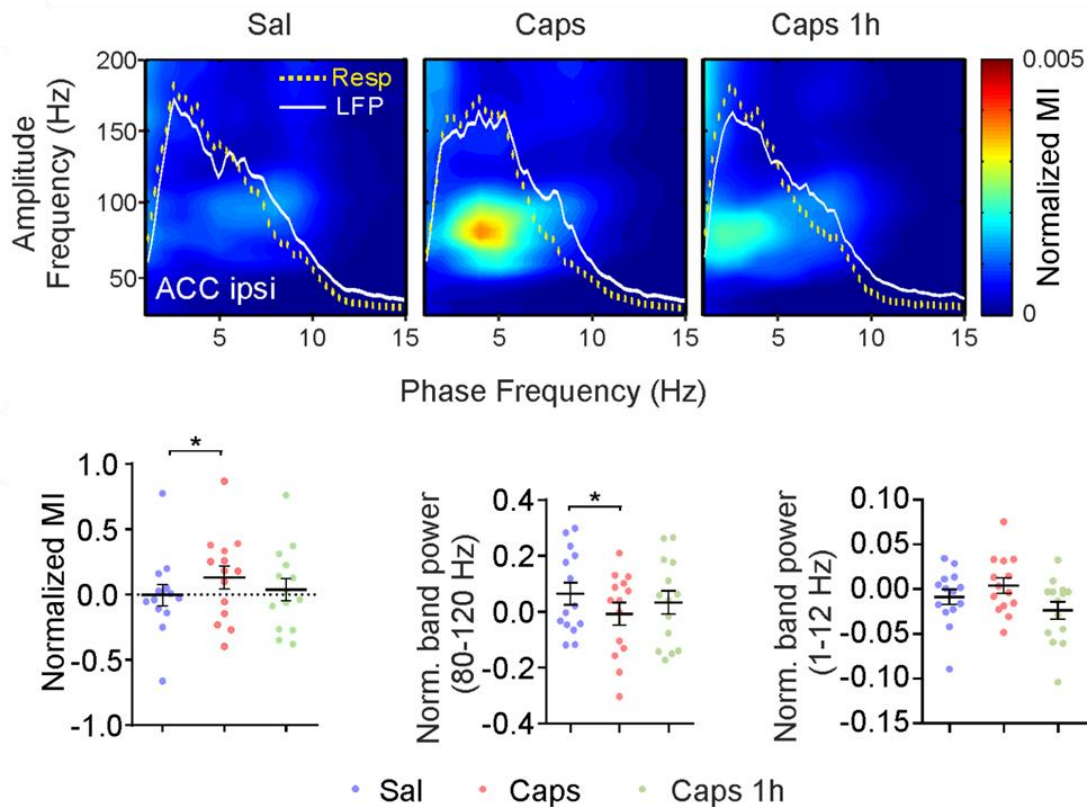 Sal Caps Caps 1h
Amplitude
Frequency (Hz)
200
150
100
50
Resp
LFP
ACC ipsi
5 10 15
5 10 15
5 10 15
Phase Frequency (Hz)
0.005
0
Normalized MI
Normalized MI
1.0
0.5
0.0
-0.5
-1.0
*
Norm. band power
(80-120 Hz)
0.4
0.2
0.0
-0.2
-0.4
*
Norm. band power
(1-12 Hz)
0.10
0.05
0.00
-0.05
-0.10
-0.15
Sal Caps Caps 1h